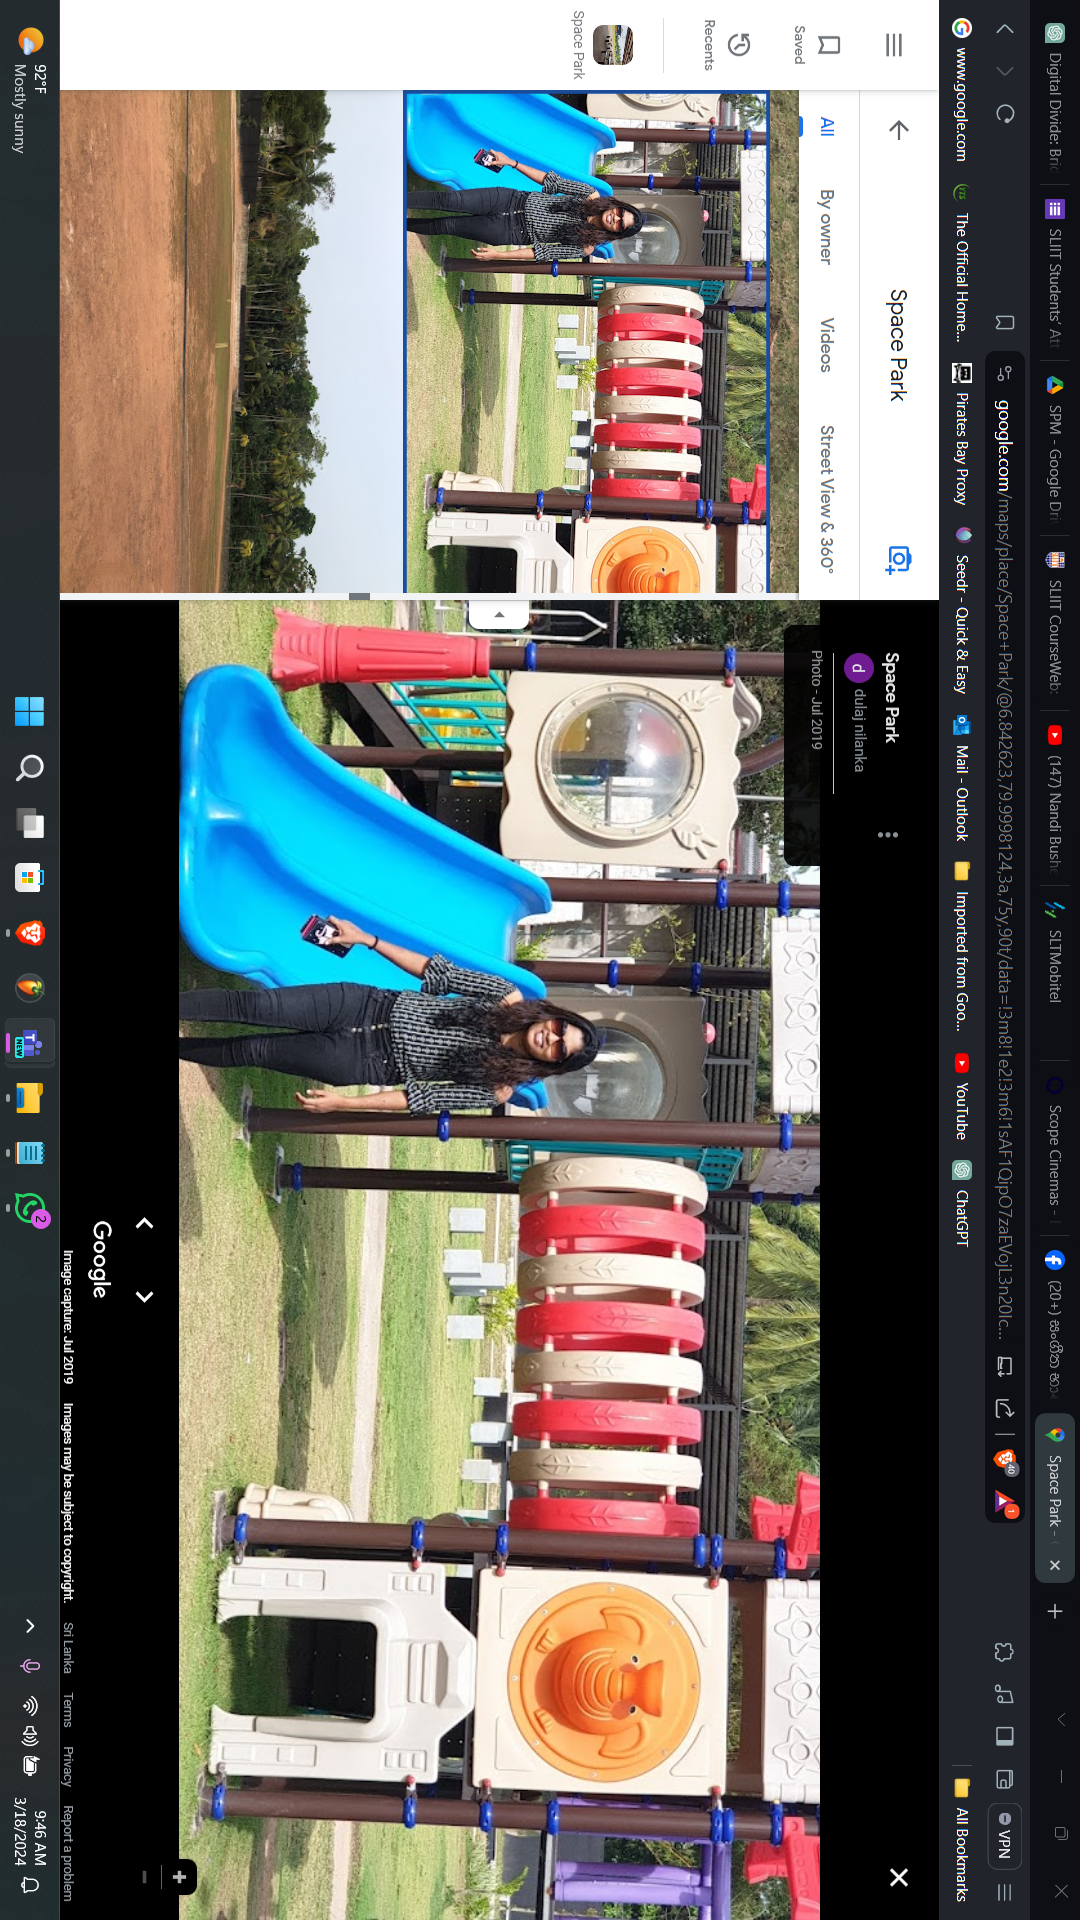 Digital Divide: Bri
SLIIT Students' At
SPM - Google Dri
SLIIT CourseWeb:
(147) Nandi Bush
SLTMobitel
Scope Cinemas -
(20+)
Space Park -
google.com/maps/place/Space+Park/@6.842623,79.9998124,3a,75y,90t/data=!3m8!1e2!3m6!1sAF1QipO7zaEVojL3n20lc...
40
1
VPN
www.google.com
The Official Home...
Pirates Bay Proxy
Seedr - Quick & Easy
Mail - Outlook
Imported from Goo...
YouTube
ChatGPT
All Bookmarks
Saved
Recents
Space Park
Space Park
All
By owner
Videos
Street View & 360°
Space Park
d
dulaj nilanka
Photo - Jul 2019
Google
Image capture: Jul 2019 Images may be subject to copyright. Sri Lanka Terms Privacy Report a problem
92°F
Mostly sunny
NEW
2
9:46 AM
3/18/2024